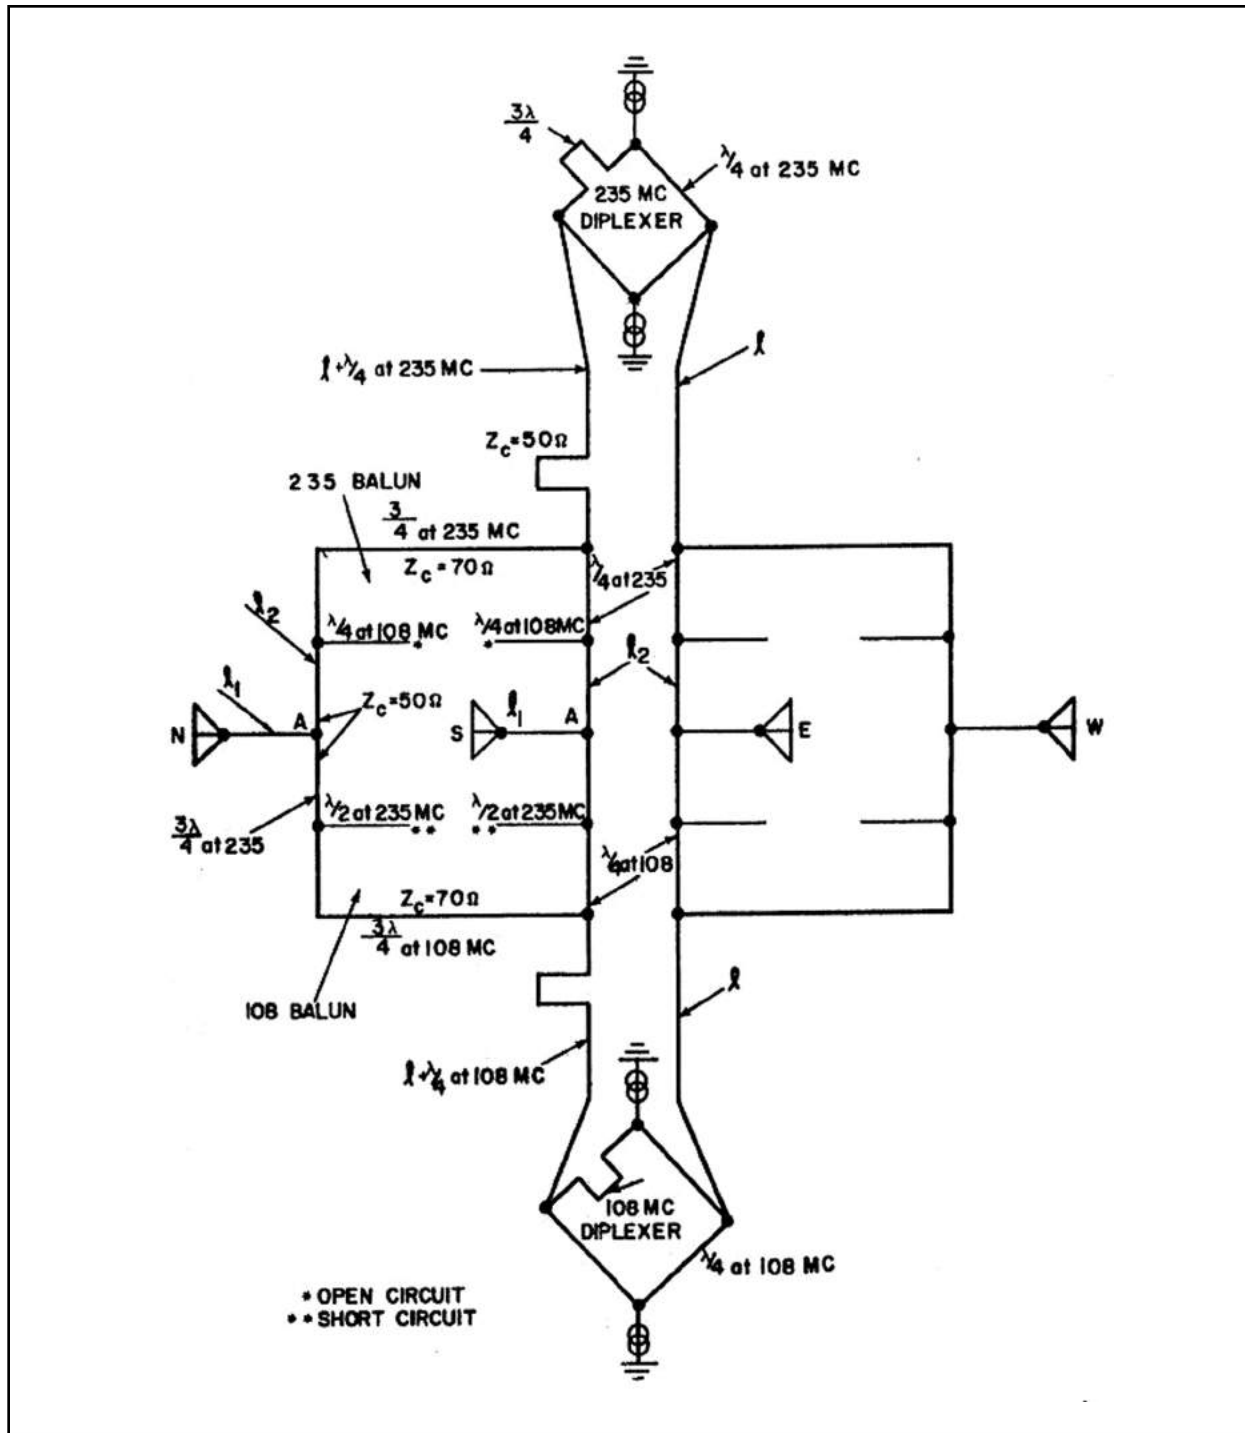 3λ/4
λ/4 at 235 MC
235 MC
DIPLEXER
l+λ/4 at 235 MC
l
Zc=50Ω
235 BALUN
3/4 at 235 MC
Zc=70Ω
λ/4 at 235
l2
λ/4 at 108 MC
*
λ/4 at 108 MC
*
l2
l1
Zc=50Ω
N
A
S
l1
A
E
W
λ/2 at 235 MC
**
λ/2 at 235 MC
**
3λ/4 at 235
λ/4 at 108
Zc=70Ω
3λ/4 at 108 MC
108 BALUN
l
l+λ/4 at 108 MC
108 MC
DIPLEXER
λ/4 at 108 MC
* OPEN CIRCUIT
** SHORT CIRCUIT